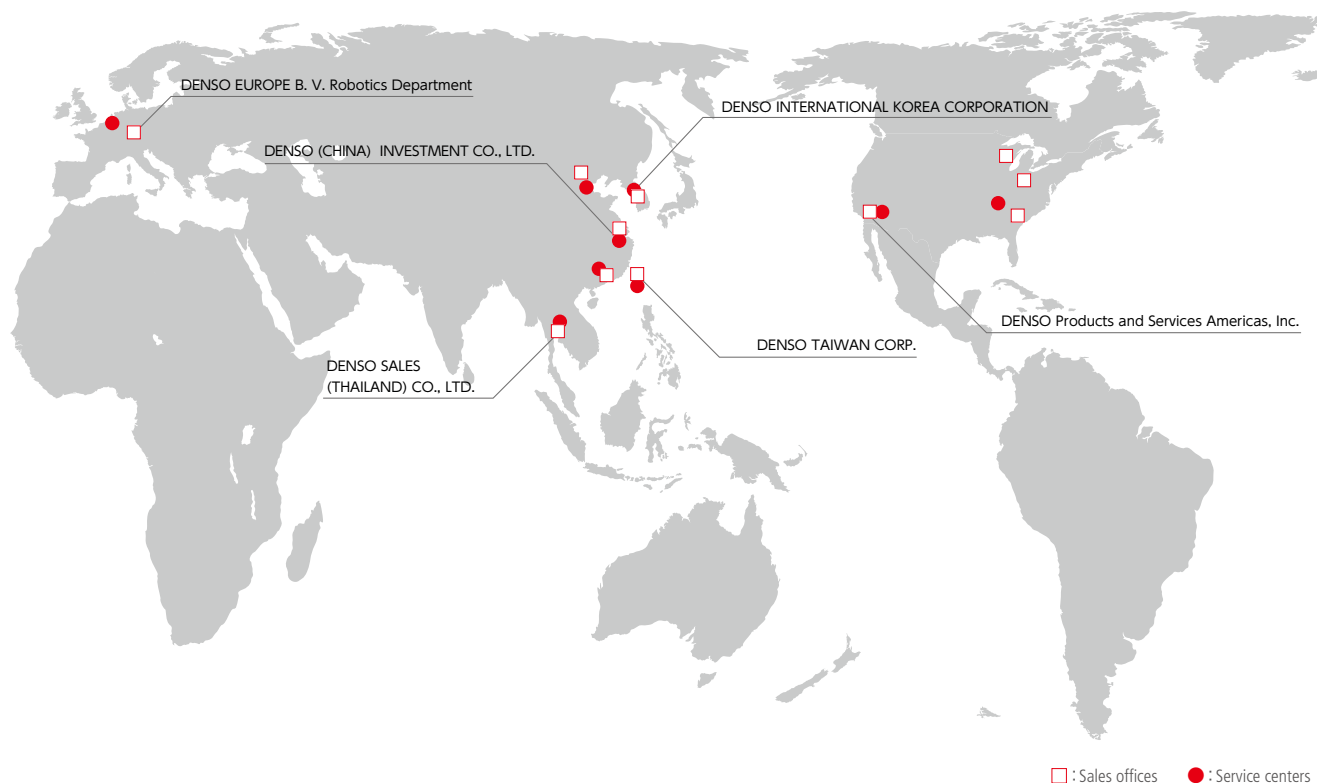 DENSO EUROPE B. V. Robotics Department
DENSO INTERNATIONAL KOREA CORPORATION
DENSO (CHINA) INVESTMENT CO., LTD.
DENSO Products and Services Americas, Inc.
DENSO TAIWAN CORP.
DENSO SALES
(THAILAND) CO., LTD.
: Sales offices
: Service centers